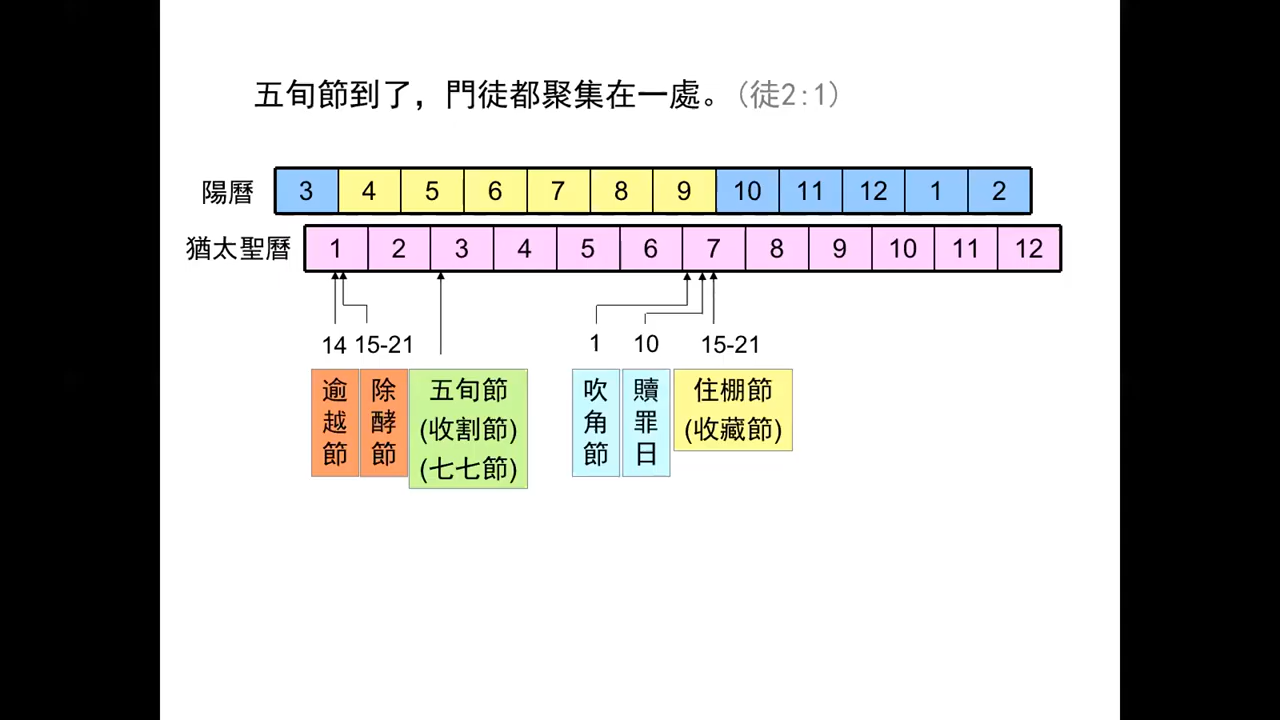 五旬節到了，門徒都聚集在一處。(徒2:1)
陽曆 3 4 5 6 7 8 9 10 11 12 1 2
猶太聖曆 1 2 3 4 5 6 7 8 9 10 11 12
14 15-21 1 10 15-21
逾越節
除酵節
五旬節
(收割節)
(七七節)
吹角節
贖罪日
住棚節
(收藏節)